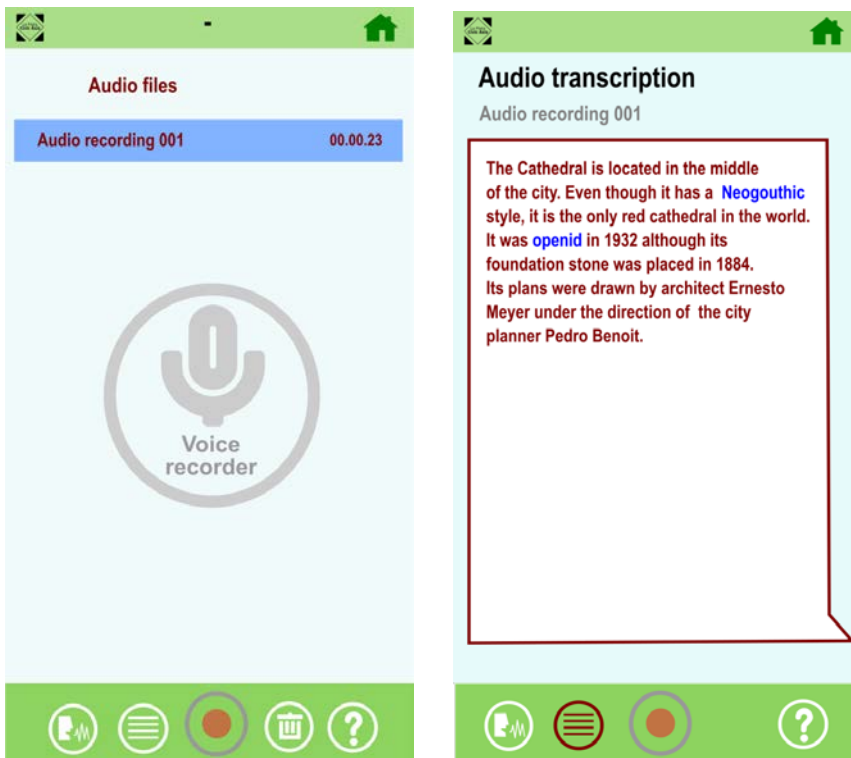 -
Audio files
Audio recording 001 00.00.23
Voice
recorder
?
Audio transcription
Audio recording 001
The Cathedral is located in the middle
of the city. Even though it has a Neogouthic
style, it is the only red cathedral in the world.
It was openid in 1932 although its
foundation stone was placed in 1884.
Its plans were drawn by architect Ernesto
Meyer under the direction of the city
planner Pedro Benoit.
?